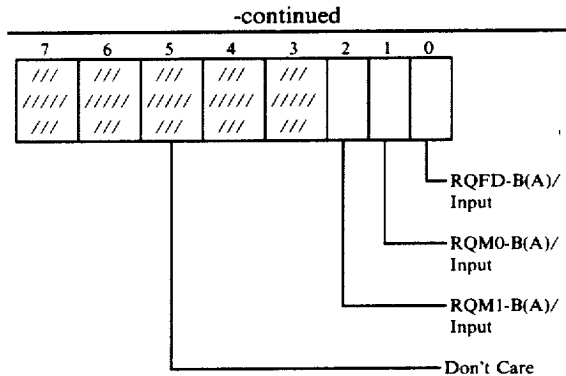 -continued
7 6 5 4 3 2 1 0
/// /// /// /// ///
///// ///// ///// ///// /////
/// /// /// /// ///
RQFD-B(A)/
Input
RQM0-B(A)/
Input
RQM1-B(A)/
Input
Don't Care